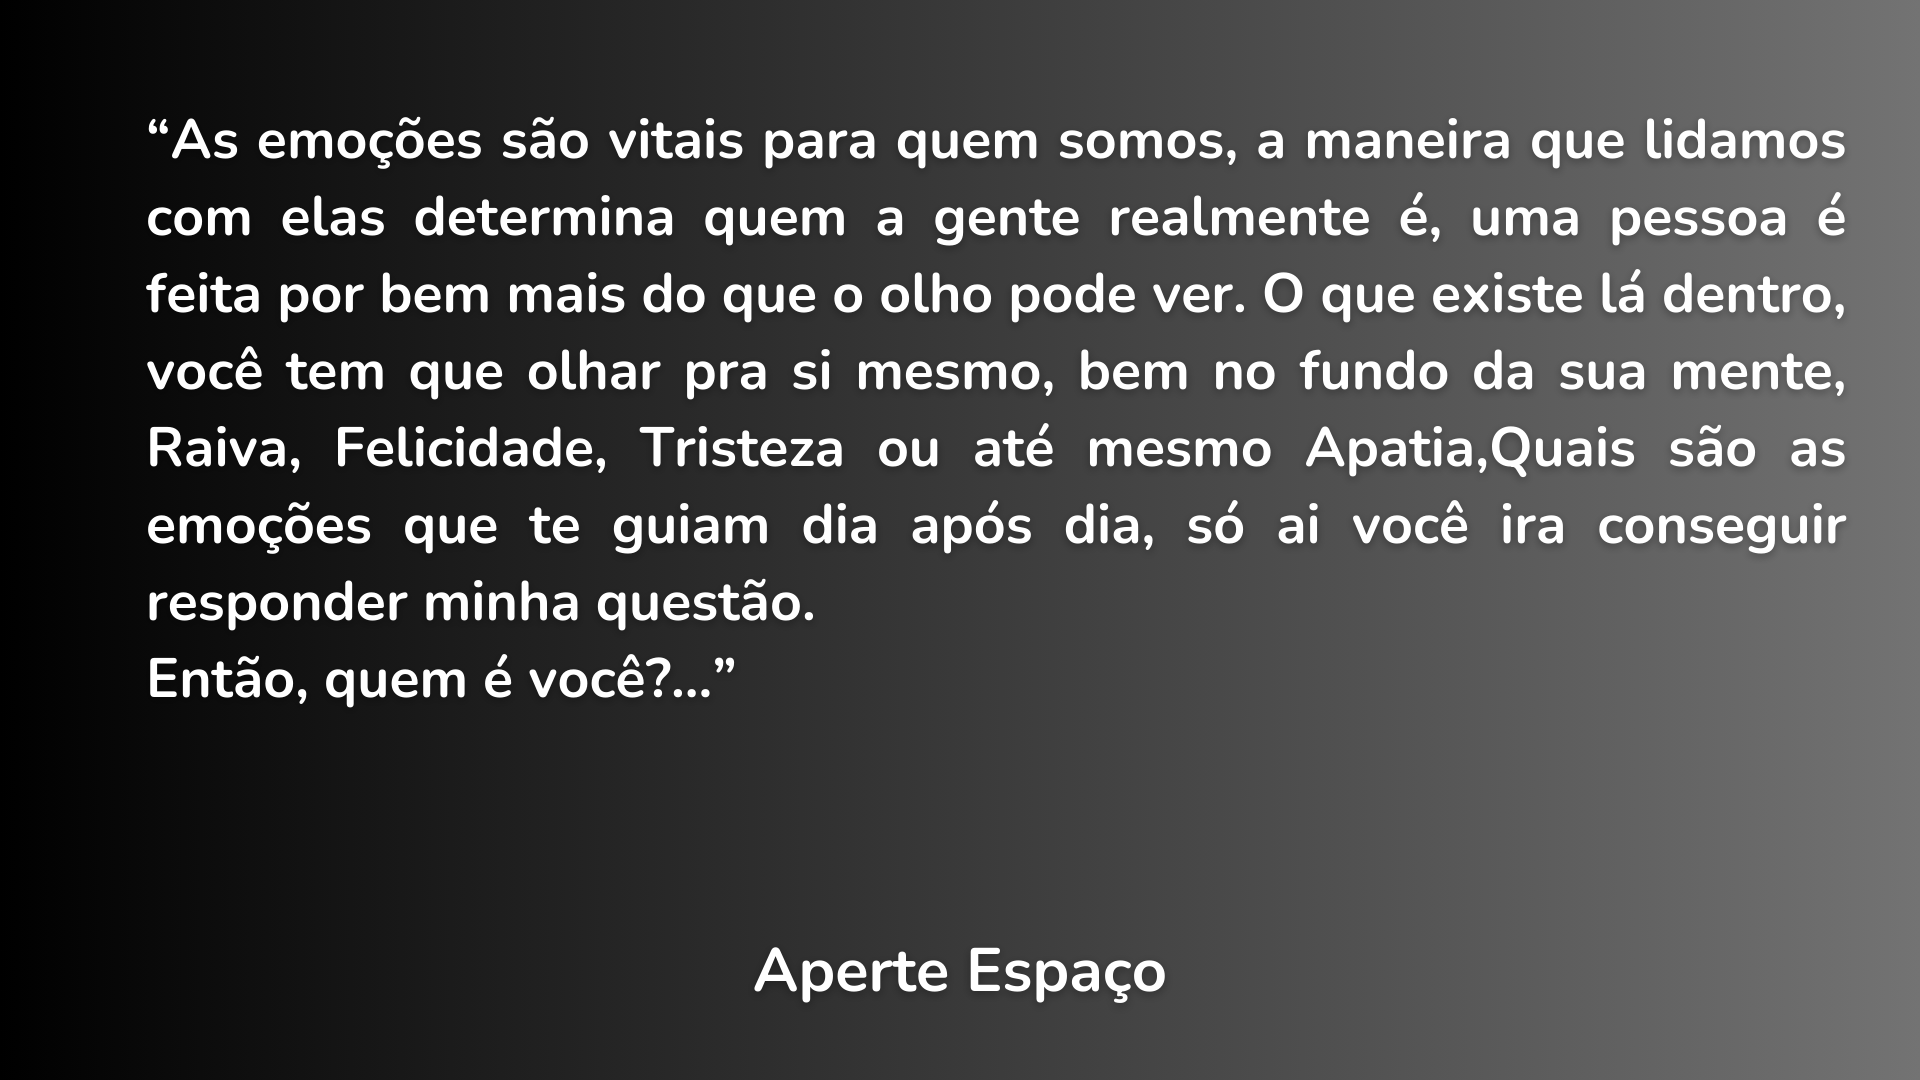 “As emoções são vitais para quem somos, a maneira que lidamos
com elas determina quem a gente realmente é, uma pessoa é
feita por bem mais do que o olho pode ver. O que existe lá dentro,
você tem que olhar pra si mesmo, bem no fundo da sua mente,
Raiva, Felicidade, Tristeza ou até mesmo Apatia,Quais são as
emoções que te guiam dia após dia, só ai você ira conseguir
responder minha questão.
Então, quem é você?...”
Aperte Espaço